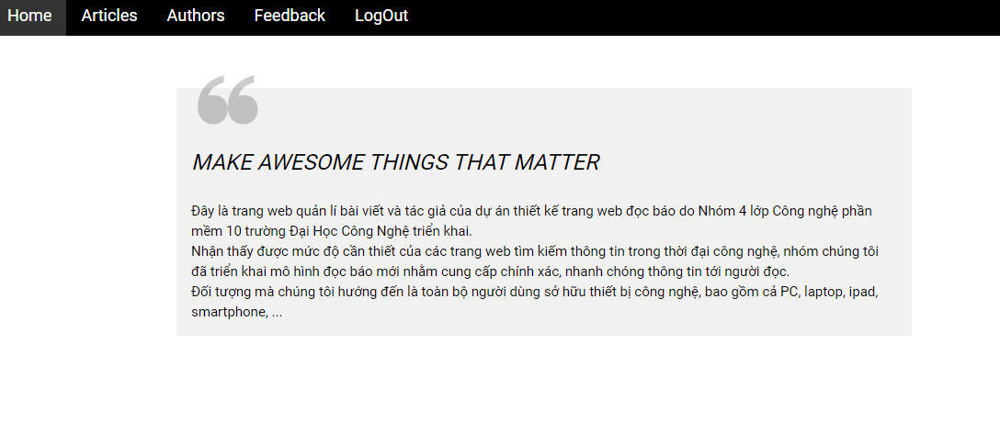 Home Articles Authors Feedback LogOut
❝
MAKE AWESOME THINGS THAT MATTER
Đây là trang web quản lí bài viết và tác giả của dự án thiết kế trang web đọc báo do Nhóm 4 lớp Công nghệ phần
mềm 10 trường Đại Học Công Nghệ triển khai.
Nhận thấy được mức độ cần thiết của các trang web tìm kiếm thông tin trong thời đại công nghệ, nhóm chúng tôi
đã triển khai mô hình đọc báo mới nhằm cung cấp chính xác, nhanh chóng thông tin tới người đọc.
Đối tượng mà chúng tôi hướng đến là toàn bộ người dùng sở hữu thiết bị công nghệ, bao gồm cả PC, laptop, ipad,
smartphone, ...